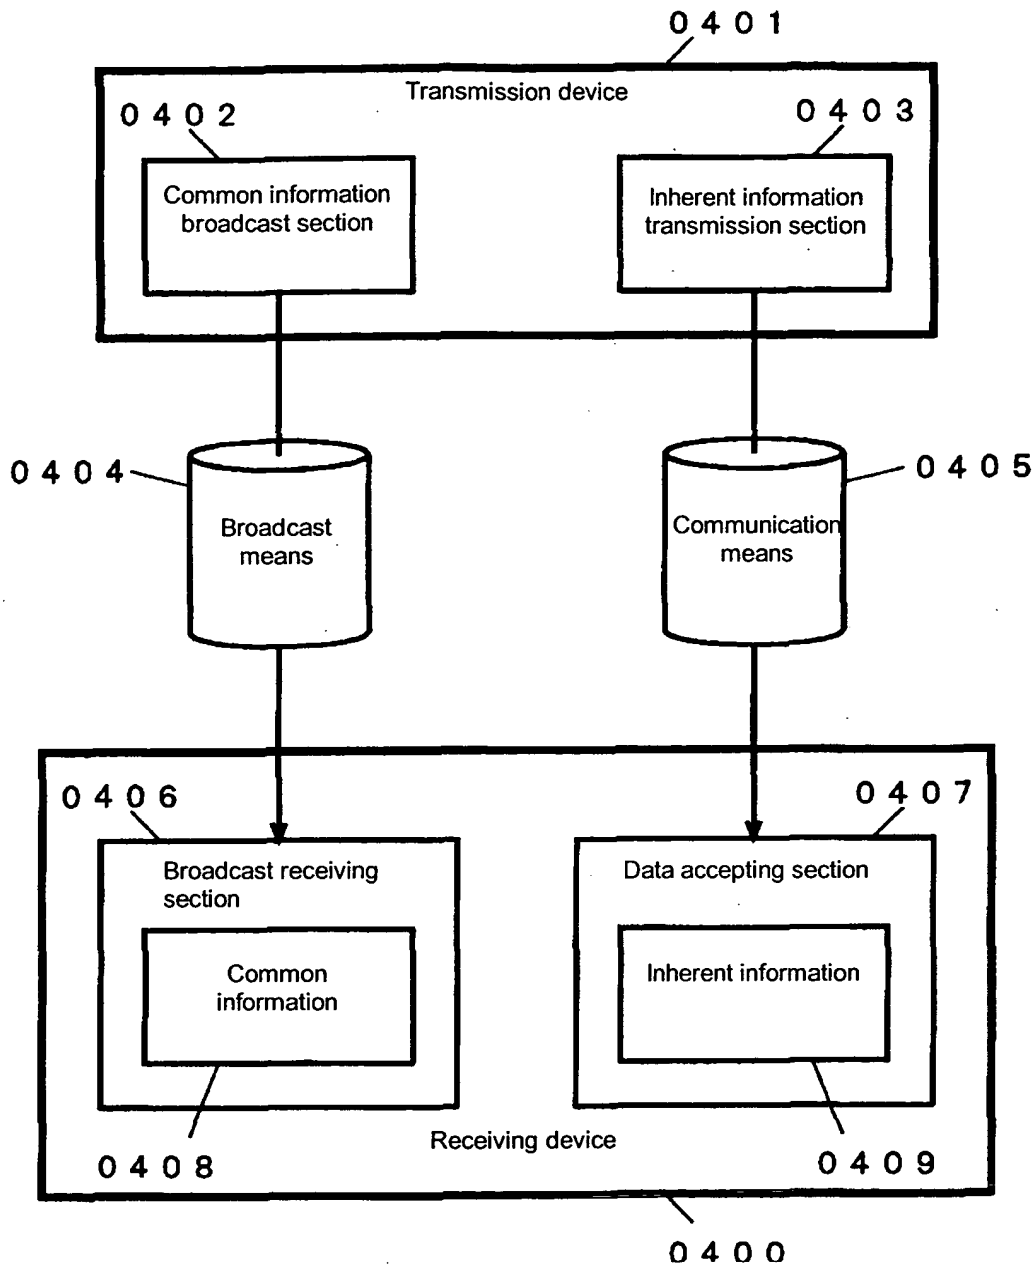 0401
Transmission device
0402
0403
Common information
broadcast section
Inherent information
transmission section
0404
0405
Broadcast
means
Communication
means
0406
0407
Broadcast receiving
section
Data accepting section
Common
information
Inherent information
Receiving device
0408
0409
0400